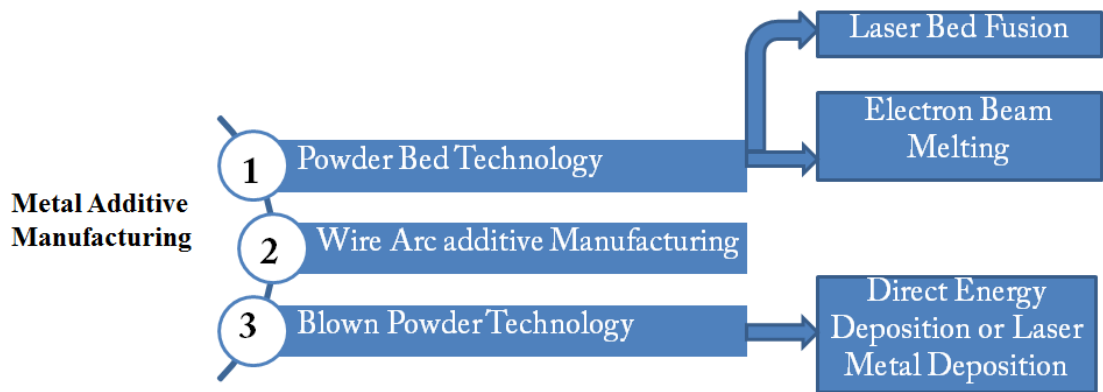 Metal Additive
Manufacturing
1
Powder Bed Technology
Laser Bed Fusion
Electron Beam
Melting
2
Wire Arc additive Manufacturing
3
Blown Powder Technology
Direct Energy
Deposition or Laser
Metal Deposition